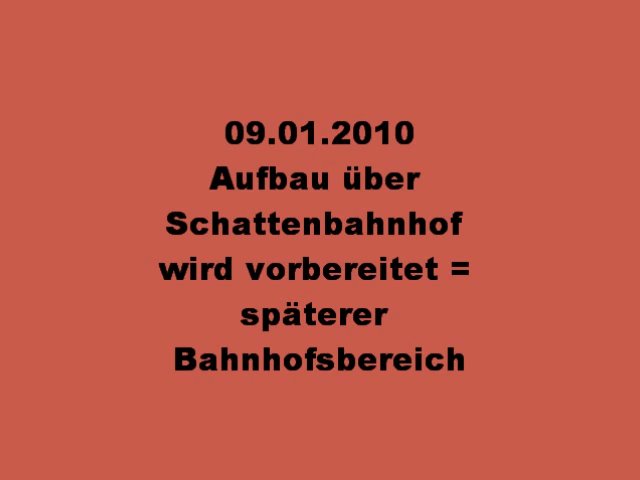 09.01.2010
Aufbau über
Schattenbahnhof
wird vorbereitet =
späterer
Bahnhofsbereich